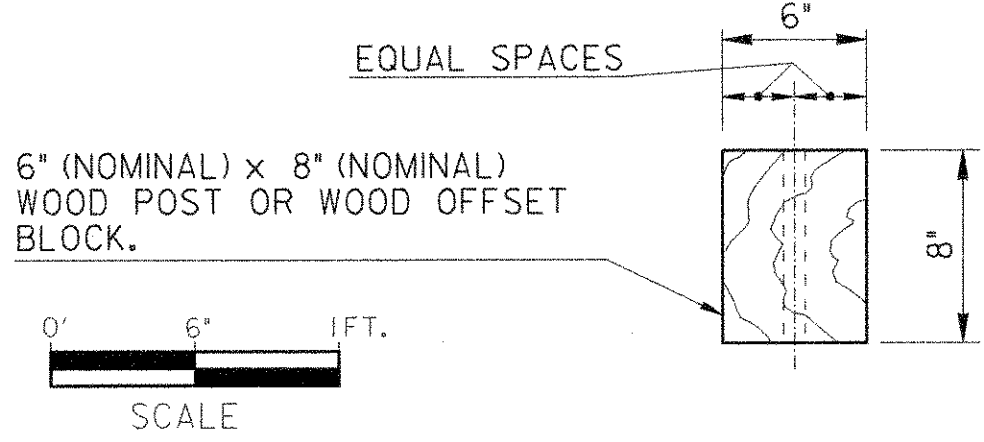 6"
EQUAL SPACES
6" (NOMINAL) x 8" (NOMINAL)
WOOD POST OR WOOD OFFSET
BLOCK.
8"
0' 6" 1FT.
SCALE